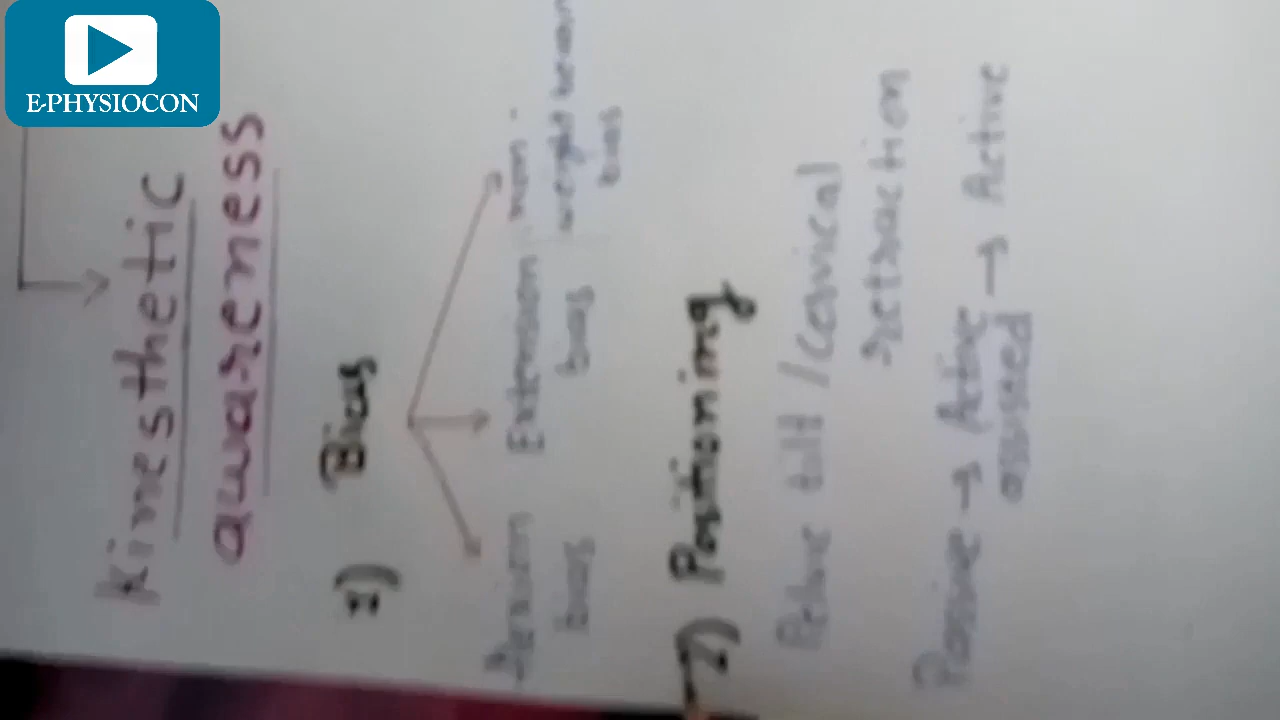 E-PHYSIOCON
Kinesthetic
awareness
1) Bias
Flexion bias
Extension bias
non-weight bearing bias
2) Positioning
Pelvic tilt / Cervical
retraction
Passive → Active assissed → Active